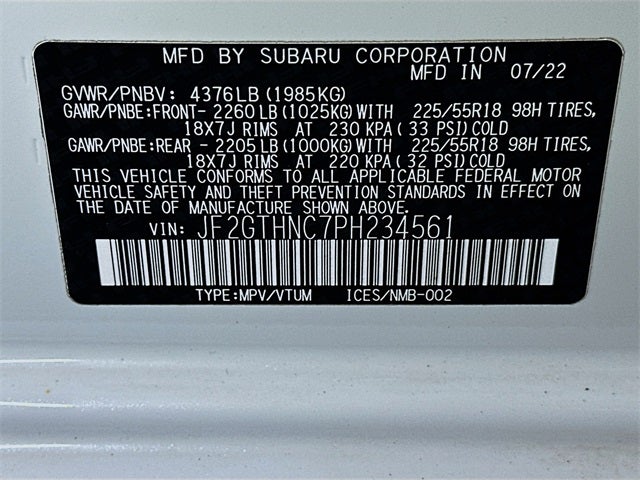 MFD BY SUBARU CORPORATION
MFD IN 07/22
GVWR/PNBV: 4376LB (1985KG)
GAWR/PNBE:FRONT- 2260LB (1025KG)WITH 225/55R18 98H TIRES,
18X7J RIMS AT 230 KPA( 33 PSI)COLD
GAWR/PNBE:REAR - 2205LB (1000KG)WITH 225/55R18 98H TIRES,
18X7J RIMS AT 220 KPA( 32 PSI)COLD
THIS VEHICLE CONFORMS TO ALL APPLICABLE FEDERAL MOTOR
VEHICLE SAFETY AND THEFT PREVENTION STANDARDS IN EFFECT ON
THE DATE OF MANUFACTURE SHOWN ABOVE.
VIN: JF2GTHNC7PH234561
TYPE:MPV/VTUM ICES/NMB-002